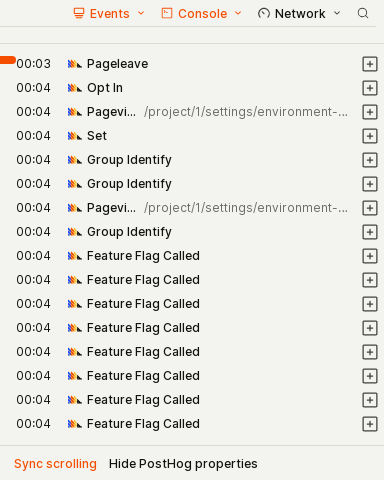 Events Console Network
00:03 Pageleave
00:04 Opt In
00:04 Pagevi... /project/1/settings/environment-...
00:04 Set
00:04 Group Identify
00:04 Group Identify
00:04 Pagevi... /project/1/settings/environment-...
00:04 Group Identify
00:04 Feature Flag Called
00:04 Feature Flag Called
00:04 Feature Flag Called
00:04 Feature Flag Called
00:04 Feature Flag Called
00:04 Feature Flag Called
00:04 Feature Flag Called
00:04 Feature Flag Called
Sync scrolling Hide PostHog properties